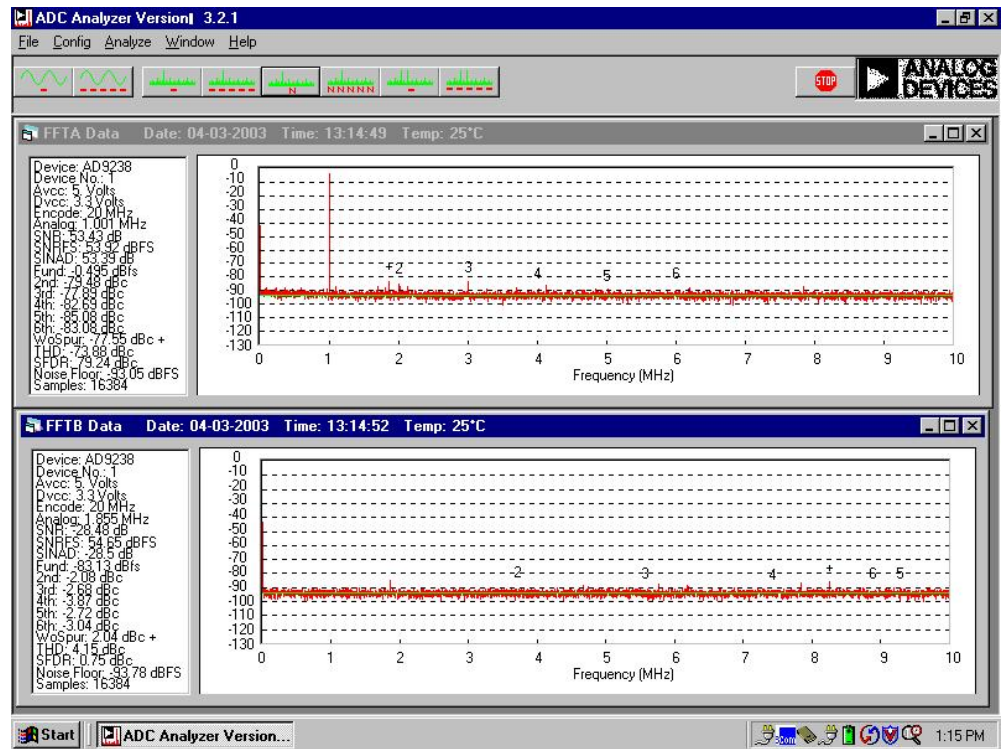 ADC Analyzer Version 3.2.1
File Config Analyze Window Help
N NNNNN
STOP
ANALOG
DEVICES
FFTA Data Date: 04-03-2003 Time: 13:14:49 Temp: 25°C
Device: AD9238
Device No.: 1
Avcc: 5. Volts
Dvcc: 3.3 Volts
Encode: 20 MHz
Analog: 1.001 MHz
SNR: 53.43 dB
SNRFS: 53.92 dBFS
SINAD: 53.39 dB
Fund: -0.495 dBfs
2nd: -79.48 dBc
3rd: -77.89 dBc
4th: -82.69 dBc
5th: -85.08 dBc
6th: -83.08 dBc
WoSpur: -77.55 dBc +
THD: -73.88 dBc
SFDR: 79.24 dBc
Noise Floor: -93.05 dBFS
Samples: 16384
0
-10
-20
-30
-40
-50
-60
-70
-80
-90
-100
-110
-120
-130
+2 3 4 5 6
0 1 2 3 4 5 6 7 8 9 10
Frequency (MHz)
FFTB Data Date: 04-03-2003 Time: 13:14:52 Temp: 25°C
Device: AD9238
Device No.: 1
Avcc: 5. Volts
Dvcc: 3.3 Volts
Encode: 20 MHz
Analog: 1.855 MHz
SNR: -28.48 dB
SNRFS: 54.65 dBFS
SINAD: -28.5 dB
Fund: -83.13 dBfs
2nd: -2.08 dBc
3rd: -2.68 dBc
4th: -3.87 dBc
5th: -2.72 dBc
6th: -3.04 dBc
WoSpur: 2.04 dBc +
THD: 4.15 dBc
SFDR: 0.75 dBc
Noise Floor: -93.78 dBFS
Samples: 16384
0
-10
-20
-30
-40
-50
-60
-70
-80
-90
-100
-110
-120
-130
2 3 4 + 6 5
0 1 2 3 4 5 6 7 8 9 10
Frequency (MHz)
Start ADC Analyzer Version... 3Com 1:15 PM